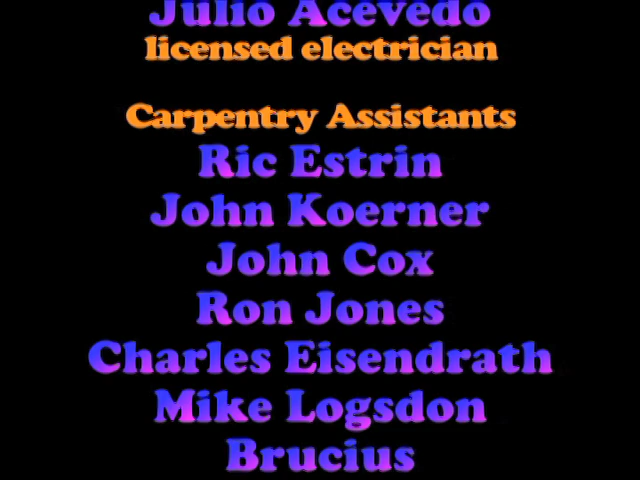 Julio Acevedo
licensed electrician
Carpentry Assistants
Ric Estrin
John Koerner
John Cox
Ron Jones
Charles Eisendrath
Mike Logsdon
Brucius